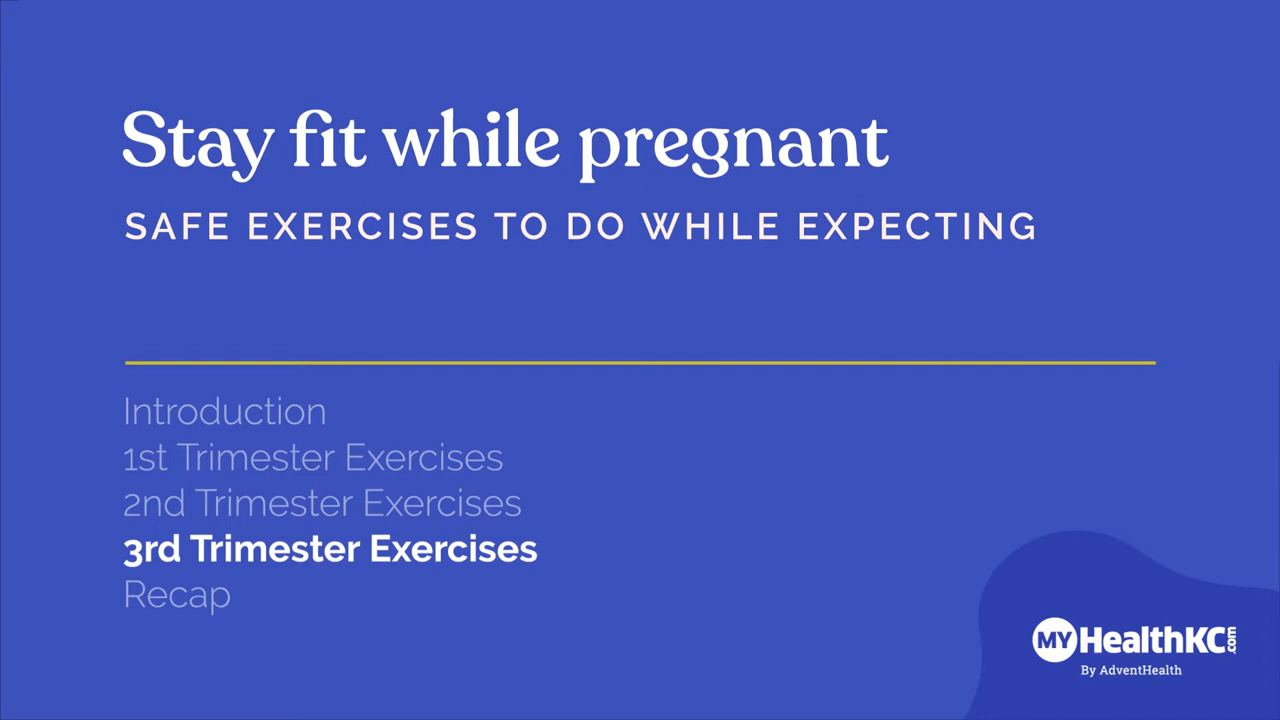 Stay fit while pregnant
SAFE EXERCISES TO DO WHILE EXPECTING
Introduction
1st Trimester Exercises
2nd Trimester Exercises
3rd Trimester Exercises
Recap
MYHealthKC.com
By AdventHealth